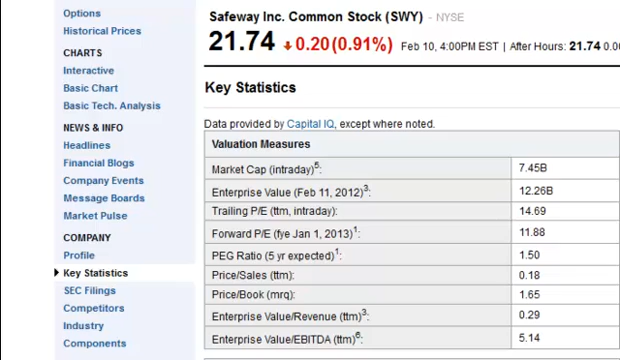 Options
Historical Prices
CHARTS
Interactive
Basic Chart
Basic Tech. Analysis
NEWS & INFO
Headlines
Financial Blogs
Company Events
Message Boards
Market Pulse
COMPANY
Profile
Key Statistics
SEC Filings
Competitors
Industry
Components
Safeway Inc. Common Stock (SWY) - NYSE
21.74 0.20(0.91%) Feb 10, 4:00PM EST | After Hours: 21.74 0.0
Key Statistics
Data provided by Capital IQ, except where noted.
Valuation Measures
Market Cap (intraday)5: 7.45B
Enterprise Value (Feb 11, 2012)3: 12.26B
Trailing P/E (ttm, intraday): 14.69
Forward P/E (fye Jan 1, 2013)1: 11.88
PEG Ratio (5 yr expected)1: 1.50
Price/Sales (ttm): 0.18
Price/Book (mrq): 1.65
Enterprise Value/Revenue (ttm)3: 0.29
Enterprise Value/EBITDA (ttm)6: 5.14